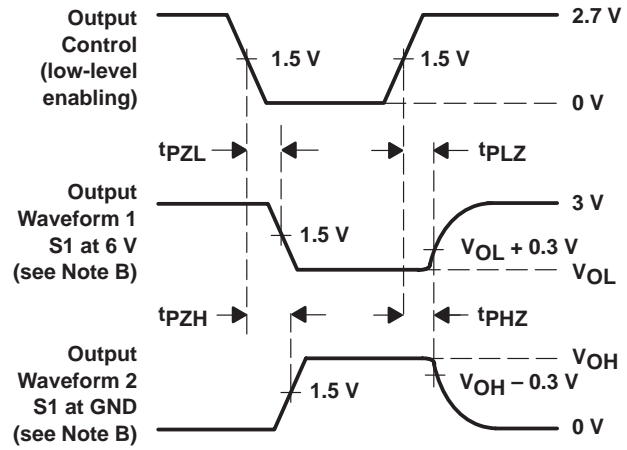 Output
Control
(low-level
enabling)
2.7 V
1.5 V
1.5 V
0 V
tPZL
tPLZ
Output
Waveform 1
S1 at 6 V
(see Note B)
3 V
1.5 V
VOL + 0.3 V
VOL
tPZH
tPHZ
Output
Waveform 2
S1 at GND
(see Note B)
VOH
VOH − 0.3 V
1.5 V
0 V